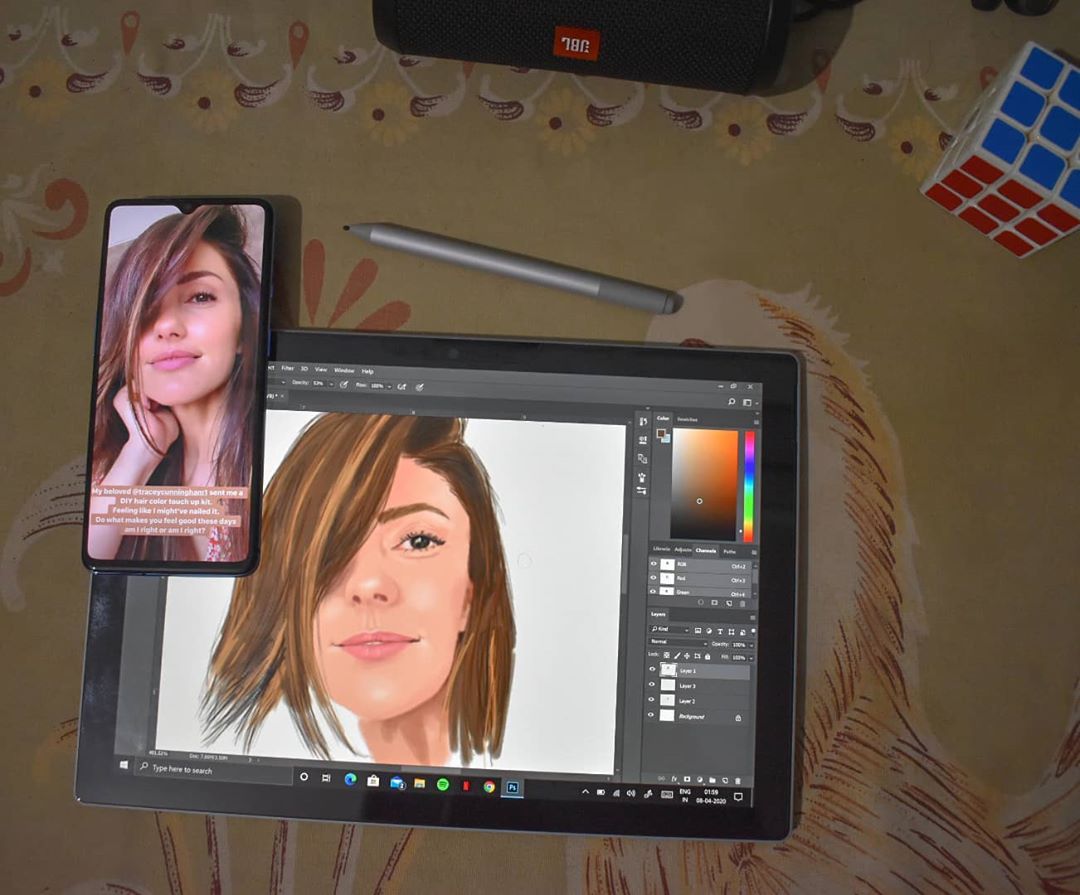 JBL
My beloved @traceycunningham1 sent me a
DIY hair color touch up kit.
Feeling like I might've nailed it.
Do what makes you feel good these days
am I right or am I right?
Filter 3D View Window Help
Opacity: 53% Flow: 100%
Color Swatches
Libraries Adjustm Channels Paths
RGB Ctrl+2
Red Ctrl+3
Green Ctrl+4
Layers
Kind
Normal Opacity: 100%
Lock: Fill: 100%
Layer 1
Layer 3
Layer 2
Background
Type here to search
Ps
ENG
IN
01:59
08-04-2020